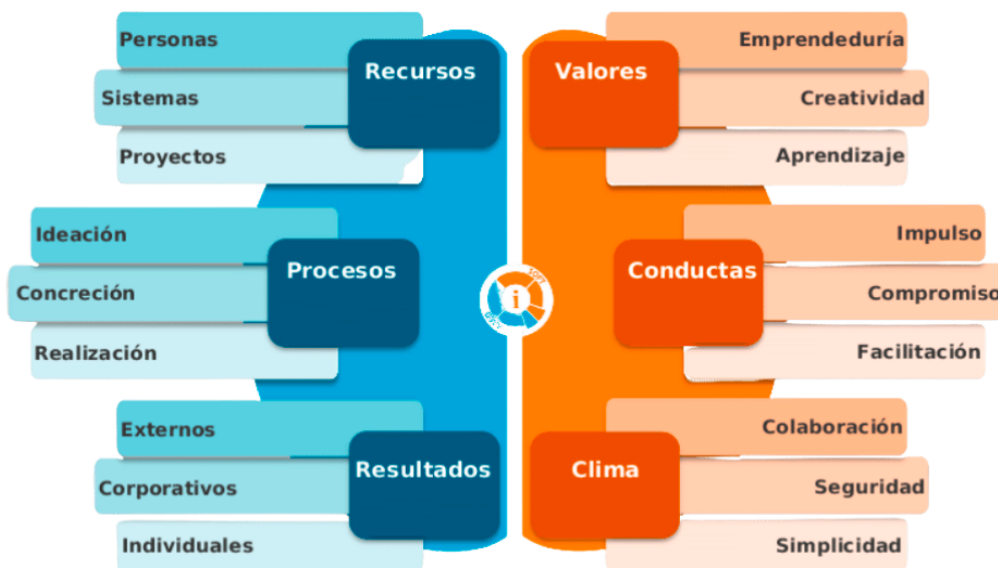 Personas
Sistemas
Proyectos
Recursos
Ideación
Concreción
Realización
Procesos
Externos
Corporativos
Individuales
Resultados
Valores
Emprendeduría
Creatividad
Aprendizaje
Conductas
Impulso
Compromiso
Facilitación
Clima
Colaboración
Seguridad
Simplicidad
i
SOFT